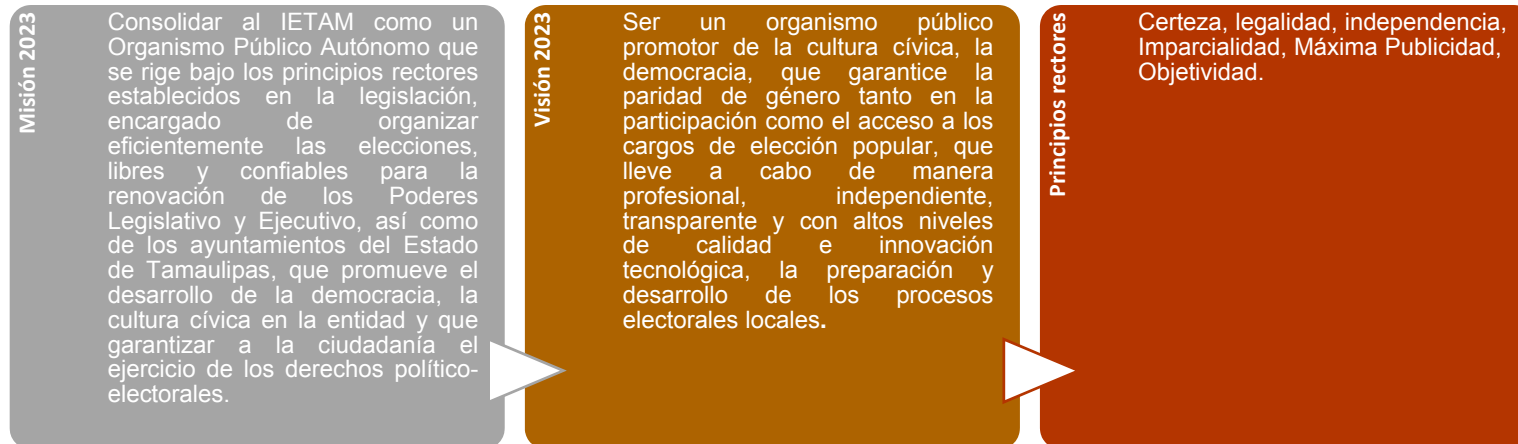 Misión 2023
Consolidar al IETAM como un
Organismo Público Autónomo que
se rige bajo los principios rectores
establecidos en la legislación,
encargado de organizar
eficientemente las elecciones,
libres y confiables para la
renovación de los Poderes
Legislativo y Ejecutivo, así como
de los ayuntamientos del Estado
de Tamaulipas, que promueve el
desarrollo de la democracia, la
cultura cívica en la entidad y que
garantizar a la ciudadanía el
ejercicio de los derechos político-
electorales.
Visión 2023
Ser un organismo público
promotor de la cultura cívica, la
democracia, que garantice la
paridad de género tanto en la
participación como el acceso a los
cargos de elección popular, que
lleve a cabo de manera
profesional, independiente,
transparente y con altos niveles
de calidad e innovación
tecnológica, la preparación y
desarrollo de los procesos
electorales locales.
Principios rectores
Certeza, legalidad, independencia,
Imparcialidad, Máxima Publicidad,
Objetividad.